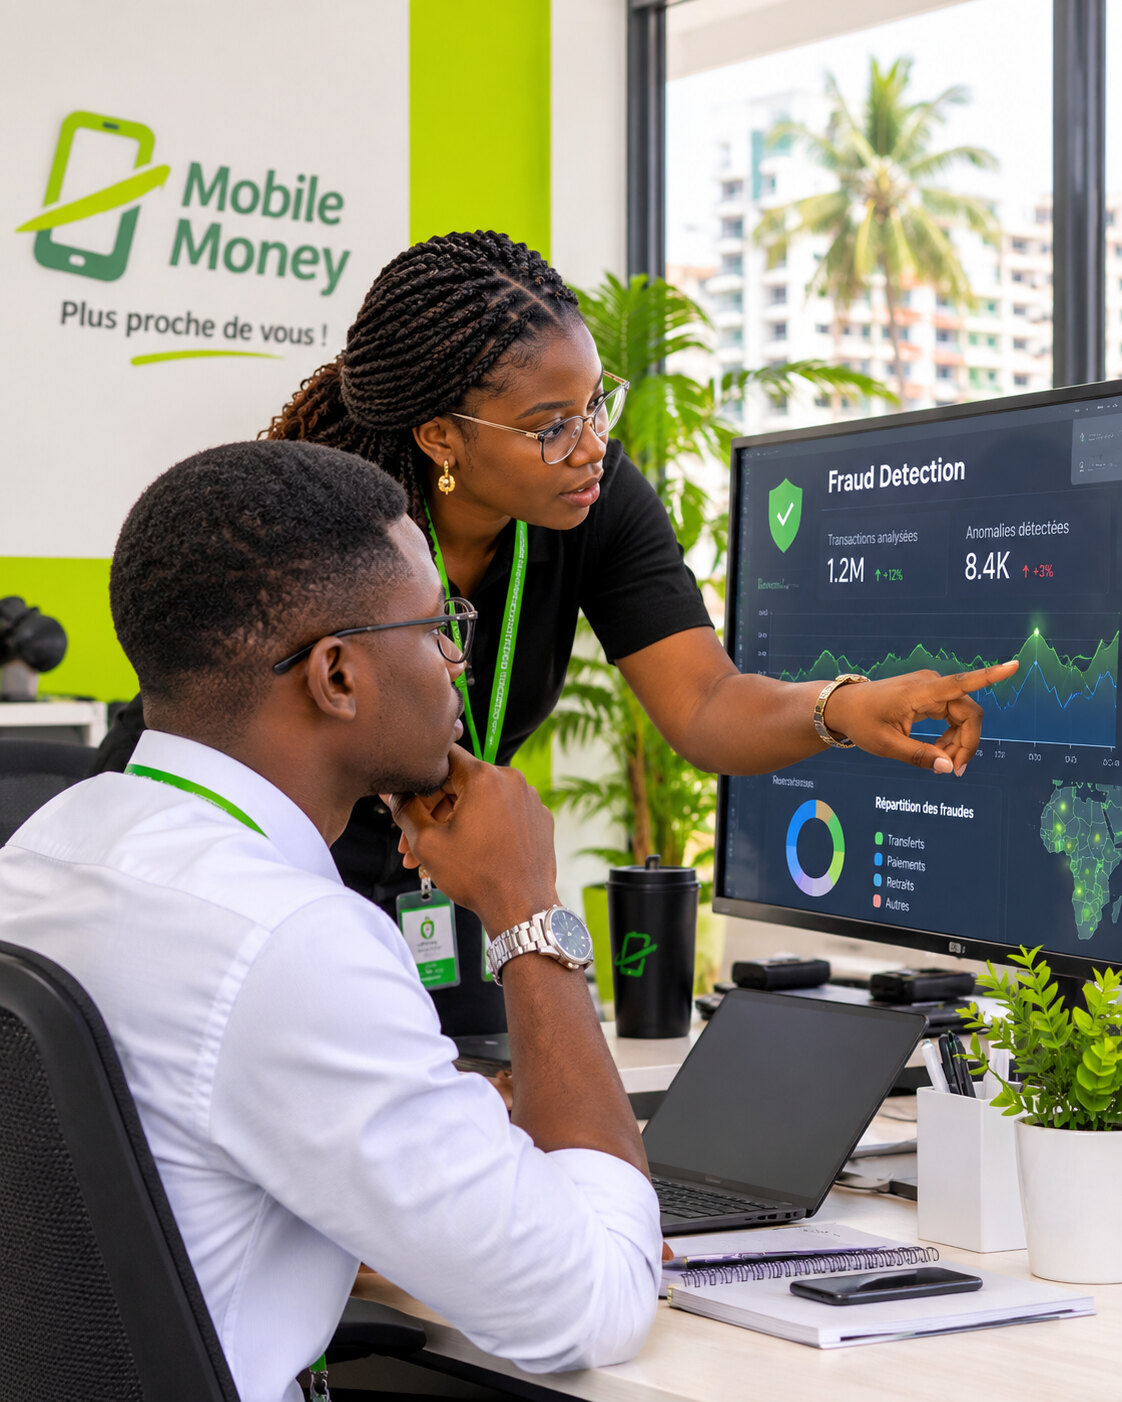 Mobile
Money
Plus proche de vous !
Fraud Detection
Transactions analysées
1.2M ↑ +12%
Anomalies détectées
8.4K ↑ +3%
Répartition des fraudes
Transferts
Paiements
Retraits
Autres